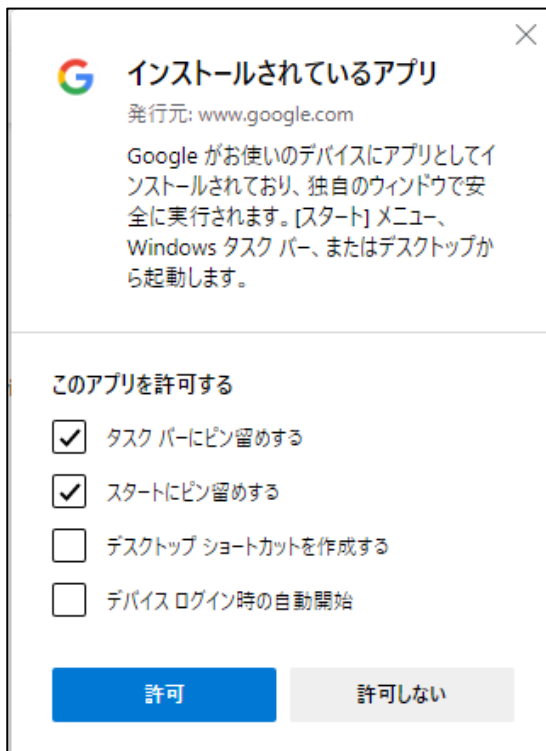 インストールされているアプリ
発行元: www.google.com
Google がお使いのデバイスにアプリとしてイ
ンストールされており、独自のウィンドウで安
全に実行されます。[スタート] メニュー、
Windows タスク バー、またはデスクトップか
ら起動します。
このアプリを許可する
タスク バーにピン留めする
スタートにピン留めする
デスクトップ ショートカットを作成する
デバイス ログイン時の自動開始
許可
許可しない